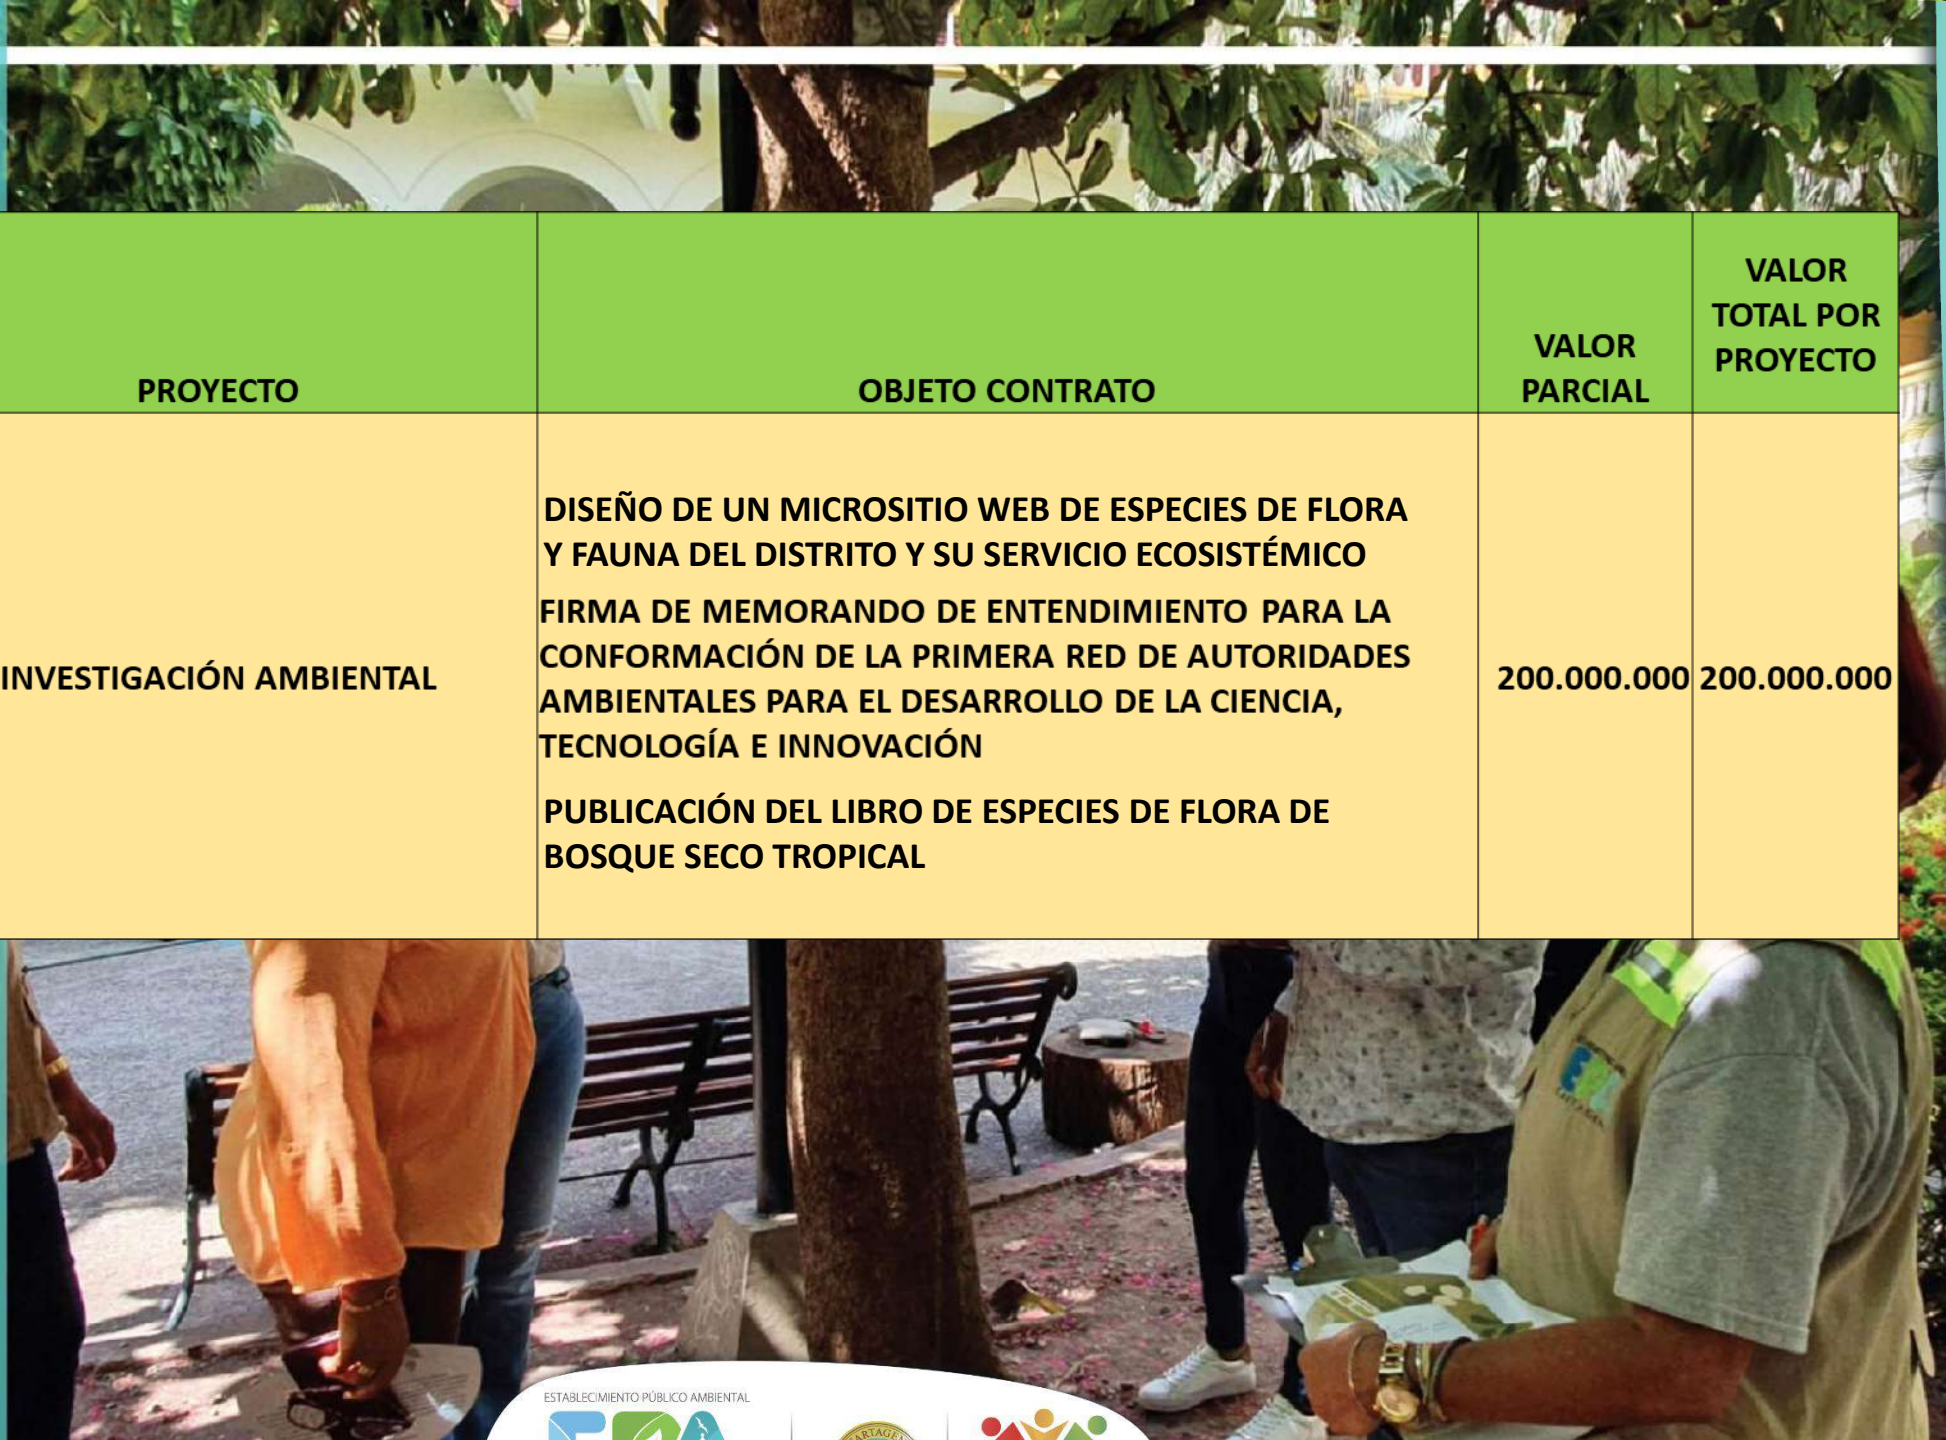 VALOR
TOTAL POR
PROYECTO
VALOR
PARCIAL
PROYECTO
OBJETO CONTRATO
DISEÑO DE UN MICROSITIO WEB DE ESPECIES DE FLORA
Y FAUNA DEL DISTRITO Y SU SERVICIO ECOSISTÉMICO
FIRMA DE MEMORANDO DE ENTENDIMIENTO PARA LA
CONFORMACIÓN DE LA PRIMERA RED DE AUTORIDADES
AMBIENTALES PARA EL DESARROLLO DE LA CIENCIA,
TECNOLOGÍA E INNOVACIÓN
PUBLICACIÓN DEL LIBRO DE ESPECIES DE FLORA DE
BOSQUE SECO TROPICAL
INVESTIGACIÓN AMBIENTAL
200.000.000
200.000.000
ESTABLECIMIENTO PÚBLICO AMBIENTAL
EPA